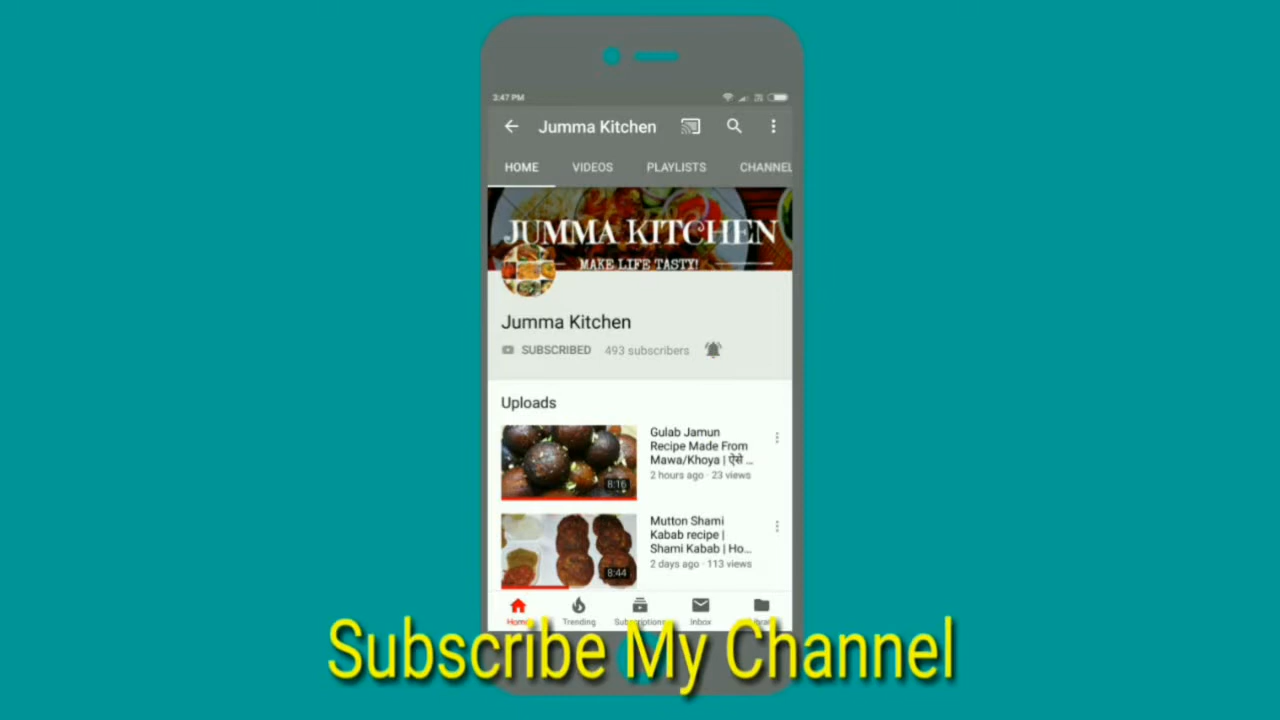 3:47 PM
Jumma Kitchen
HOME VIDEOS PLAYLISTS CHANNEL
JUMMA KITCHEN
MAKE LIFE TASTY!
Jumma Kitchen
SUBSCRIBED 493 subscribers
Uploads
Gulab Jamun
Recipe Made From
Mawa/Khoya | ऐसे ...
2 hours ago · 23 views
8:16
Mutton Shami
Kabab recipe |
Shami Kabab | Ho...
2 days ago · 113 views
8:44
Home Trending Subscriptions Inbox
Subscribe My Channel